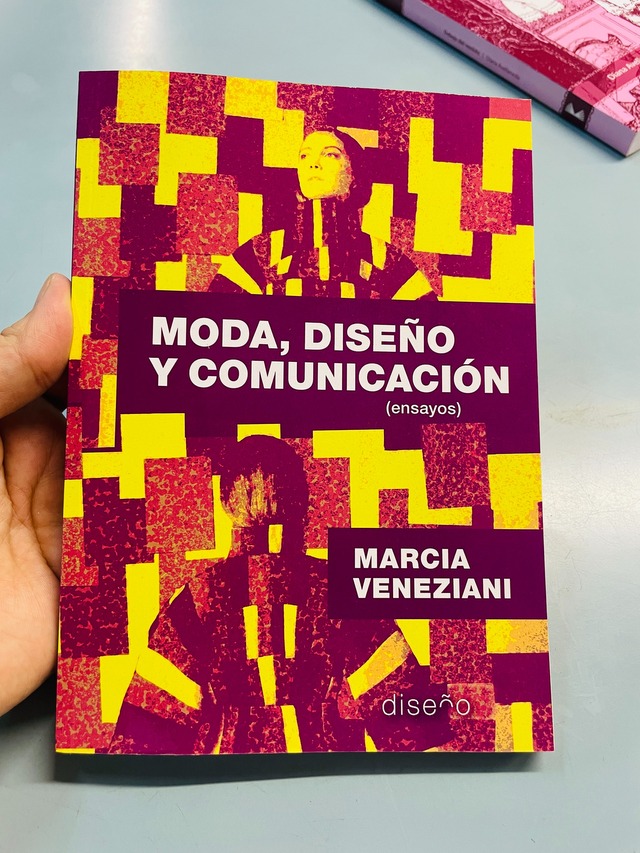 MODA, DISEÑO
Y COMUNICACIÓN
(ensayos)
MARCIA
VENEZIANI
diseño